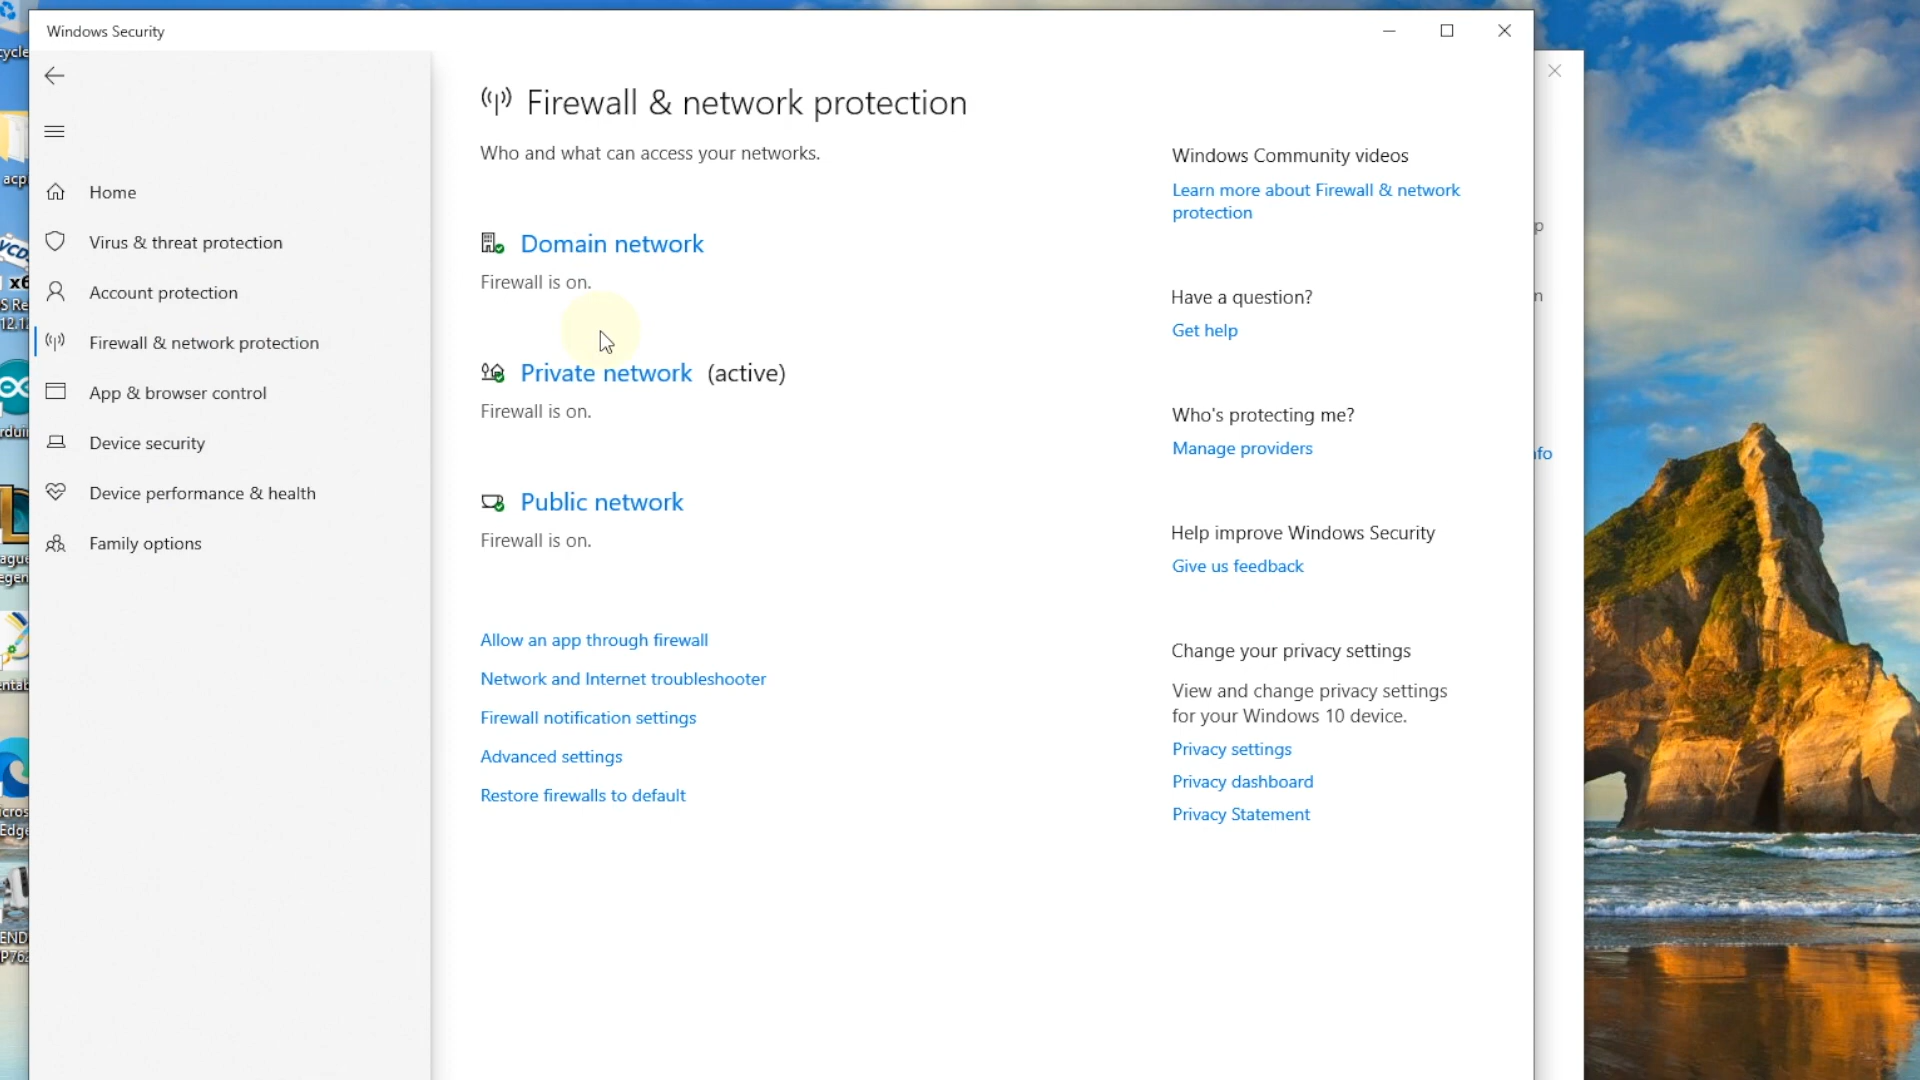 Windows Security
Home
Virus & threat protection
Account protection
Firewall & network protection
App & browser control
Device security
Device performance & health
Family options
Firewall & network protection
Who and what can access your networks.
Domain network
Firewall is on.
Private network (active)
Firewall is on.
Public network
Firewall is on.
Allow an app through firewall
Network and Internet troubleshooter
Firewall notification settings
Advanced settings
Restore firewalls to default
Windows Community videos
Learn more about Firewall & network
protection
Have a question?
Get help
Who's protecting me?
Manage providers
Help improve Windows Security
Give us feedback
Change your privacy settings
View and change privacy settings
for your Windows 10 device.
Privacy settings
Privacy dashboard
Privacy Statement